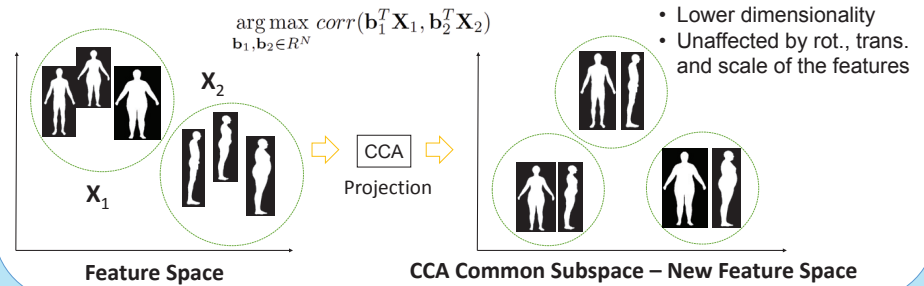 arg max corr(b₁ᵀX₁, b₂ᵀX₂)
b₁,b₂∈Rᴺ
• Lower dimensionality
• Unaffected by rot., trans.
and scale of the features
X₂
X₁
CCA
Projection
Feature Space
CCA Common Subspace – New Feature Space